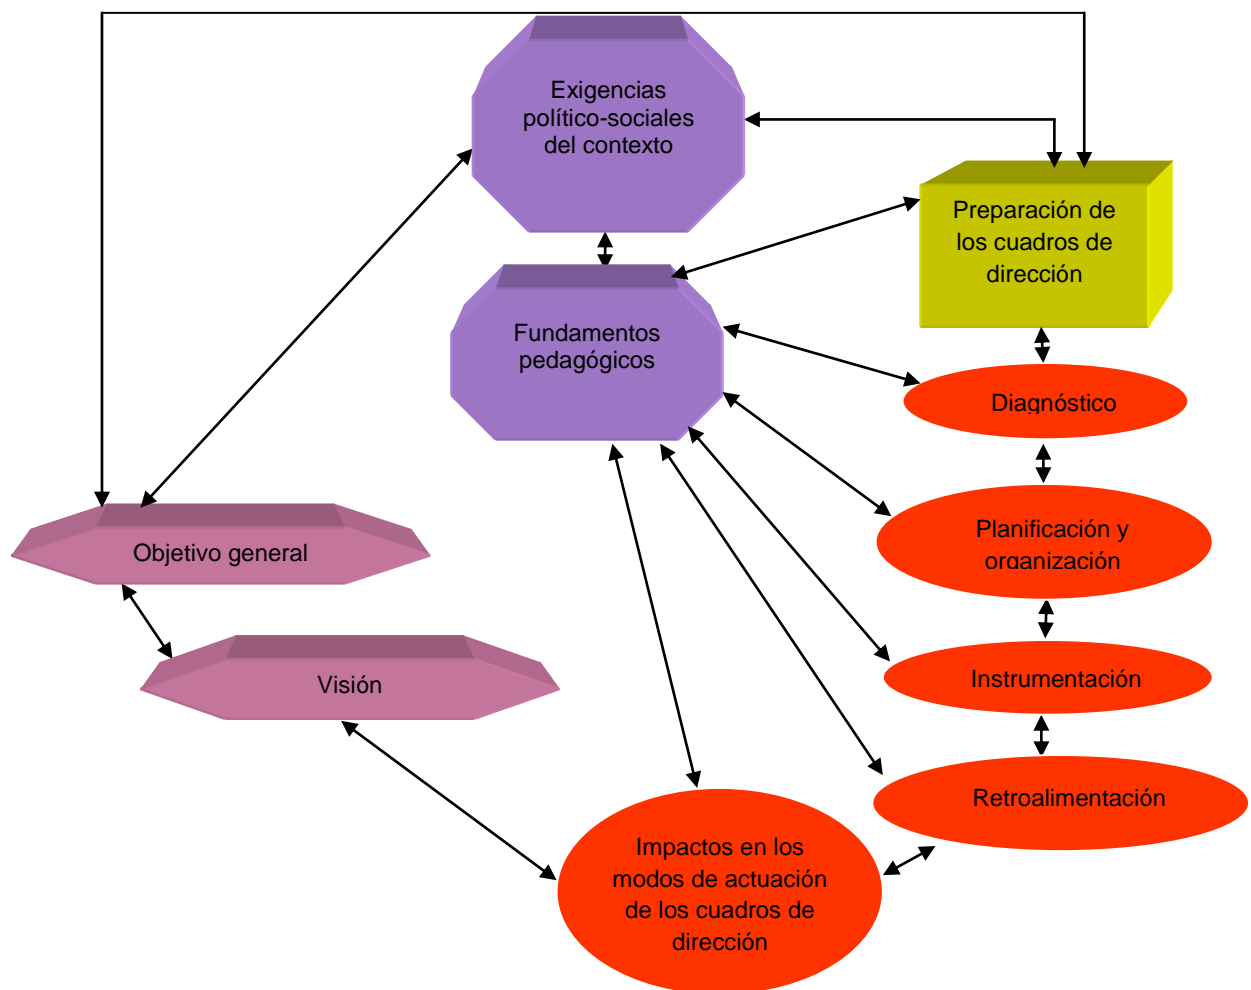 Exigencias
político-sociales
del contexto
Preparación de
los cuadros de
dirección
Fundamentos
pedagógicos
Diagnóstico
Planificación y
organización
Objetivo general
Instrumentación
Visión
Retroalimentación
Impactos en los
modos de actuación
de los cuadros de
dirección